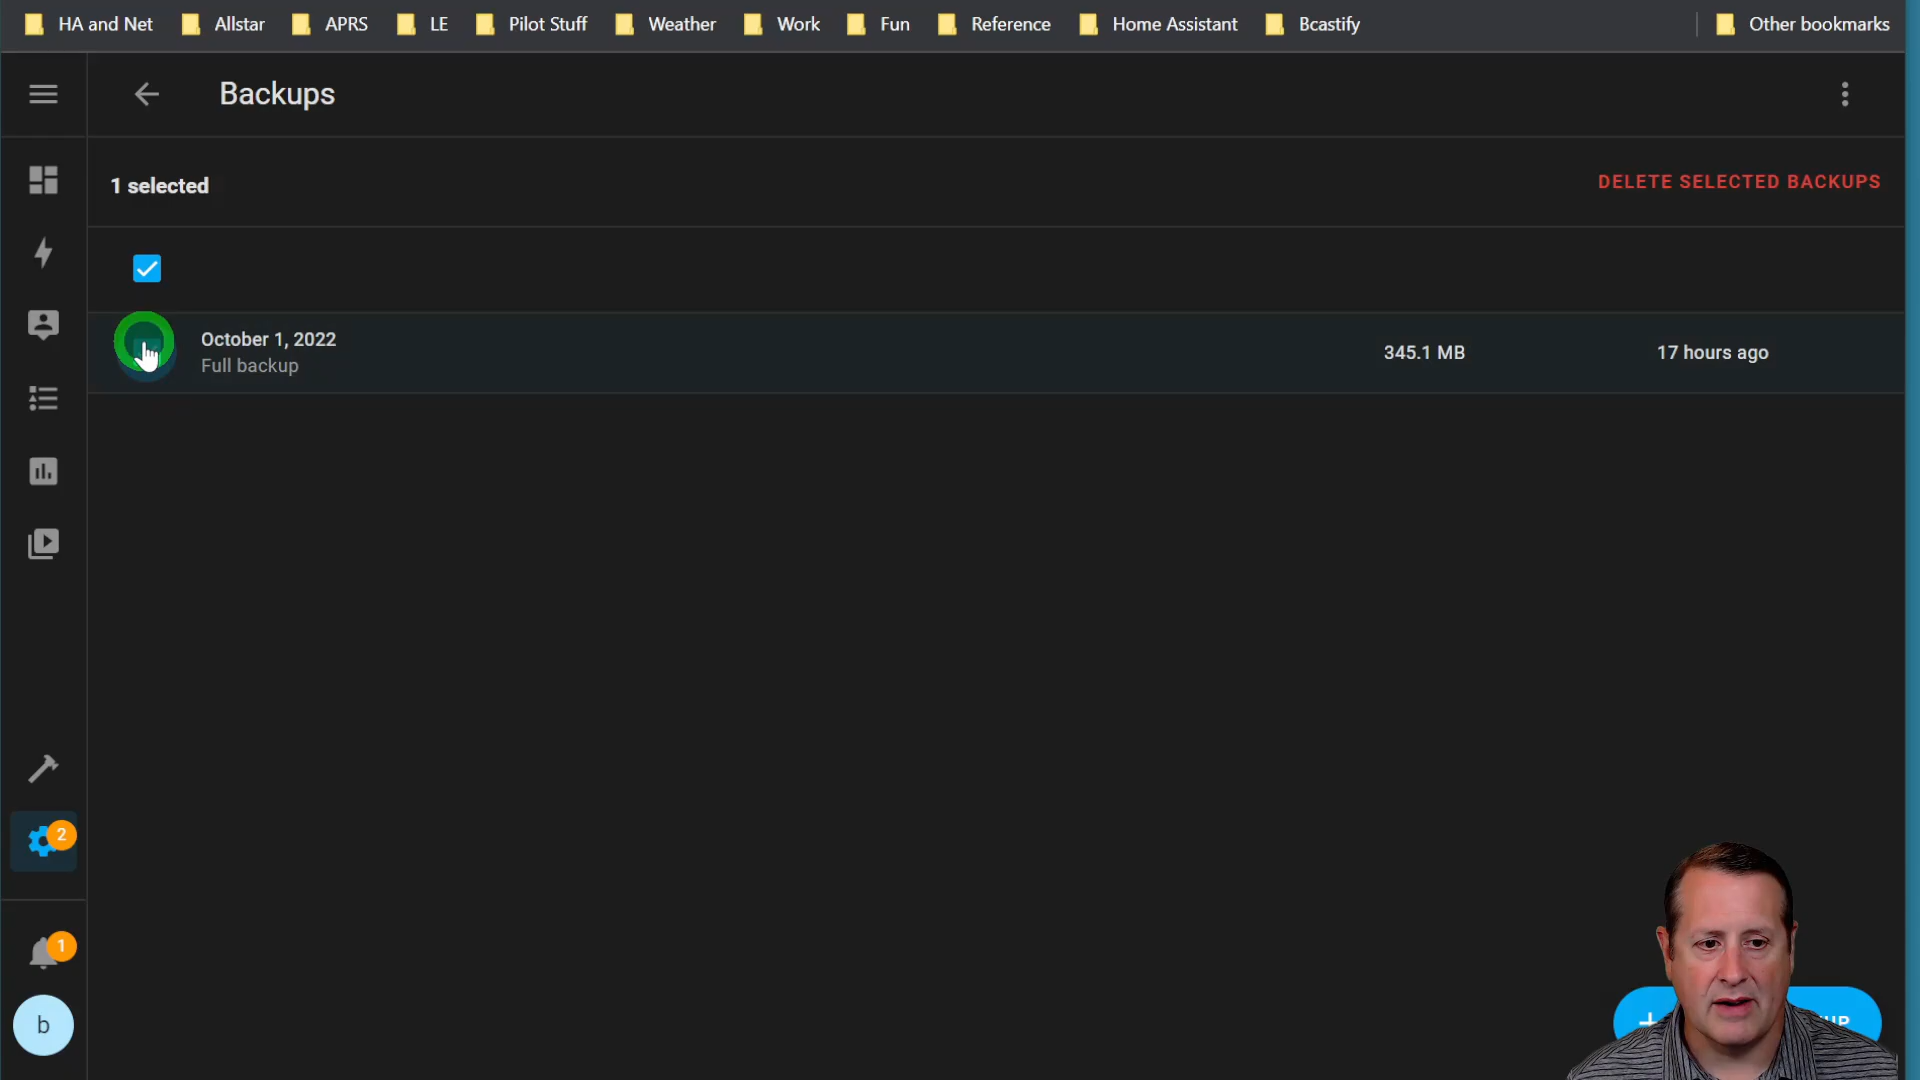 HA and Net Allstar APRS LE Pilot Stuff Weather Work Fun Reference Home Assistant Bcastify Other bookmarks
Backups
1 selected DELETE SELECTED BACKUPS
October 1, 2022
Full backup
345.1 MB 17 hours ago
2
1
b